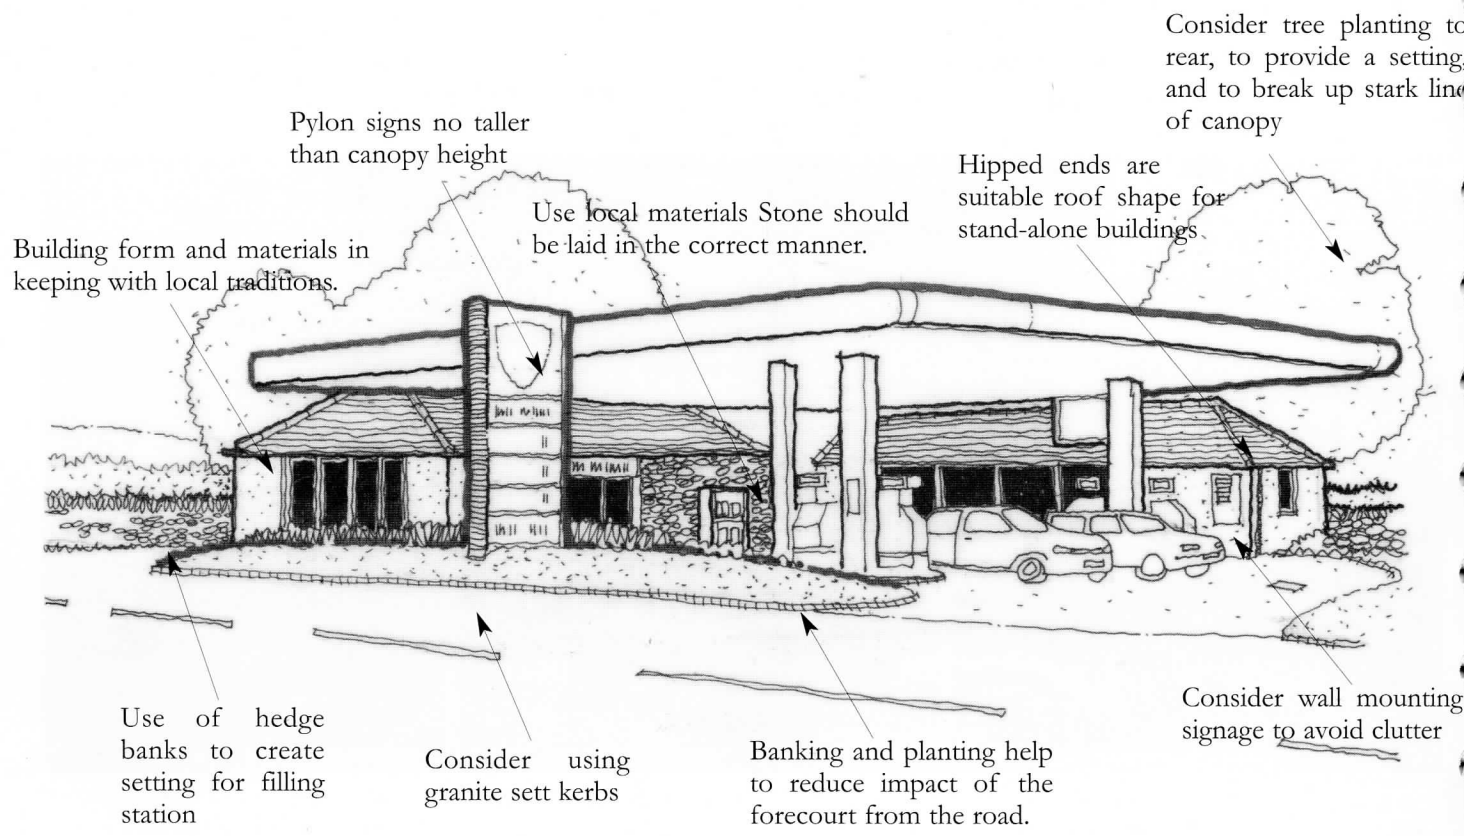 Consider tree planting to
rear, to provide a setting,
and to break up stark line
of canopy
Pylon signs no taller
than canopy height
Hipped ends are
suitable roof shape for
stand-alone buildings
Use local materials Stone should
be laid in the correct manner.
Building form and materials in
keeping with local traditions.
Use of hedge
banks to create
setting for filling
station
Consider using
granite sett kerbs
Banking and planting help
to reduce impact of the
forecourt from the road.
Consider wall mounting
signage to avoid clutter